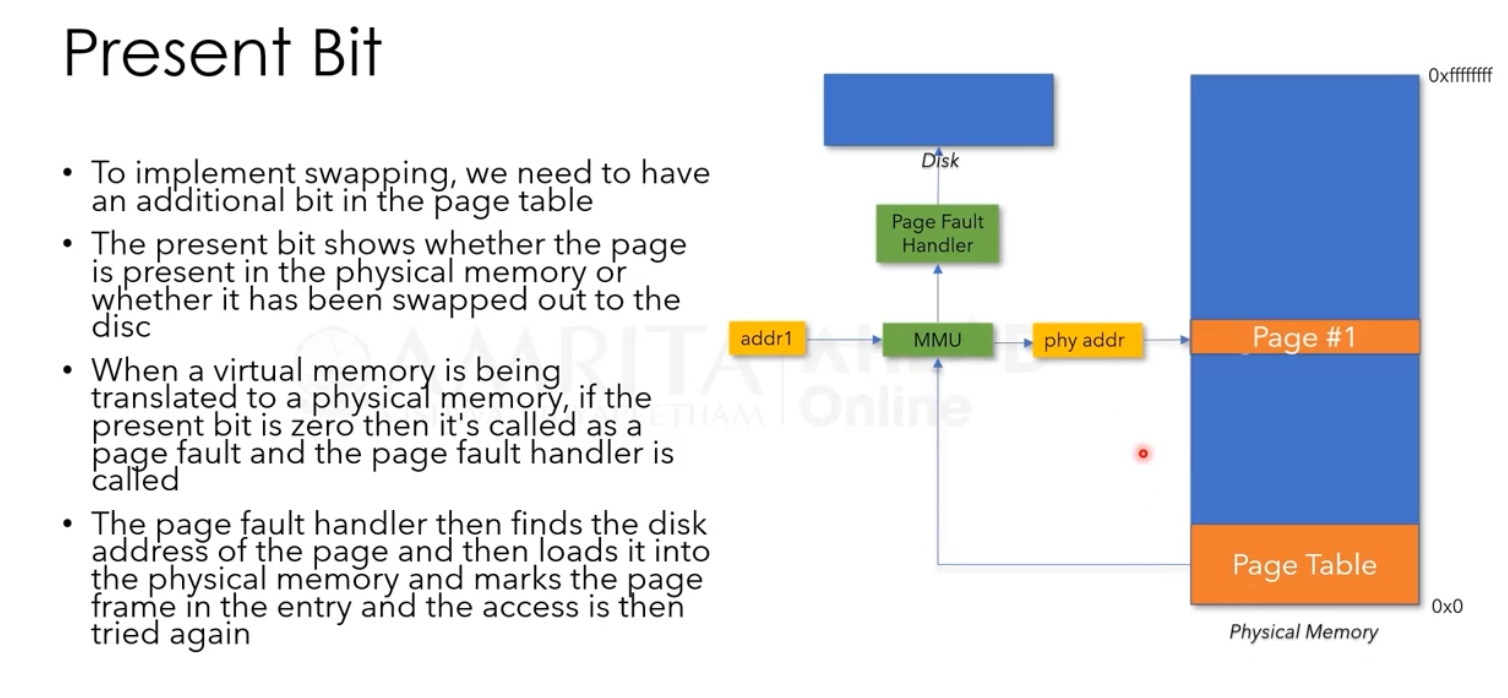 Present Bit
• To implement swapping, we need to have
an additional bit in the page table
• The present bit shows whether the page
is present in the physical memory or
whether it has been swapped out to the
disc
• When a virtual memory is being
translated to a physical memory, if the
present bit is zero then it's called as a
page fault and the page fault handler is
called
• The page fault handler then finds the disk
address of the page and then loads it into
the physical memory and marks the page
frame in the entry and the access is then
tried again
Disk
Page Fault
Handler
addr1
MMU
phy addr
0xffffffff
Page #1
Page Table
0x0
Physical Memory
AMRITA
Online